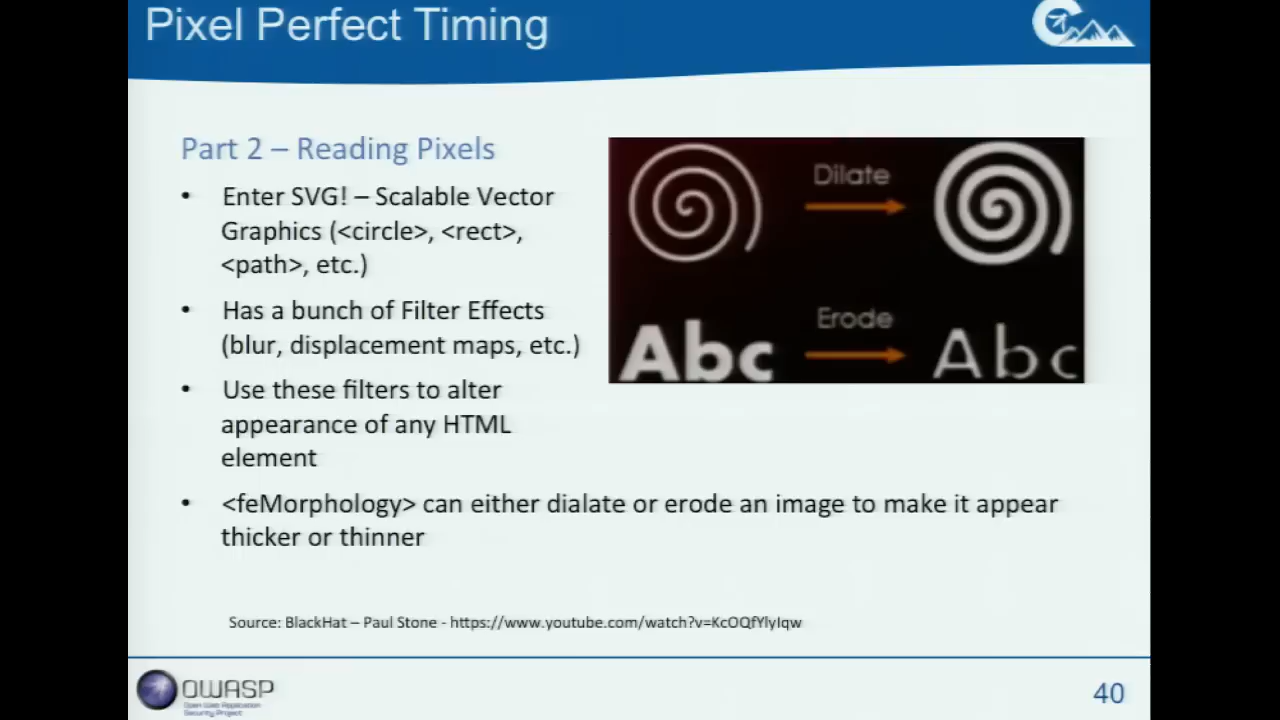 Pixel Perfect Timing
Part 2 – Reading Pixels
• Enter SVG! – Scalable Vector
Graphics (<circle>, <rect>,
<path>, etc.)
• Has a bunch of Filter Effects
(blur, displacement maps, etc.)
• Use these filters to alter
appearance of any HTML
element
• <feMorphology> can either dialate or erode an image to make it appear
thicker or thinner
Dilate
Erode
Abc
Abc
Source: BlackHat – Paul Stone - https://www.youtube.com/watch?v=KcOQfYlyIqw
OWASP
Open Web Application
Security Project
40